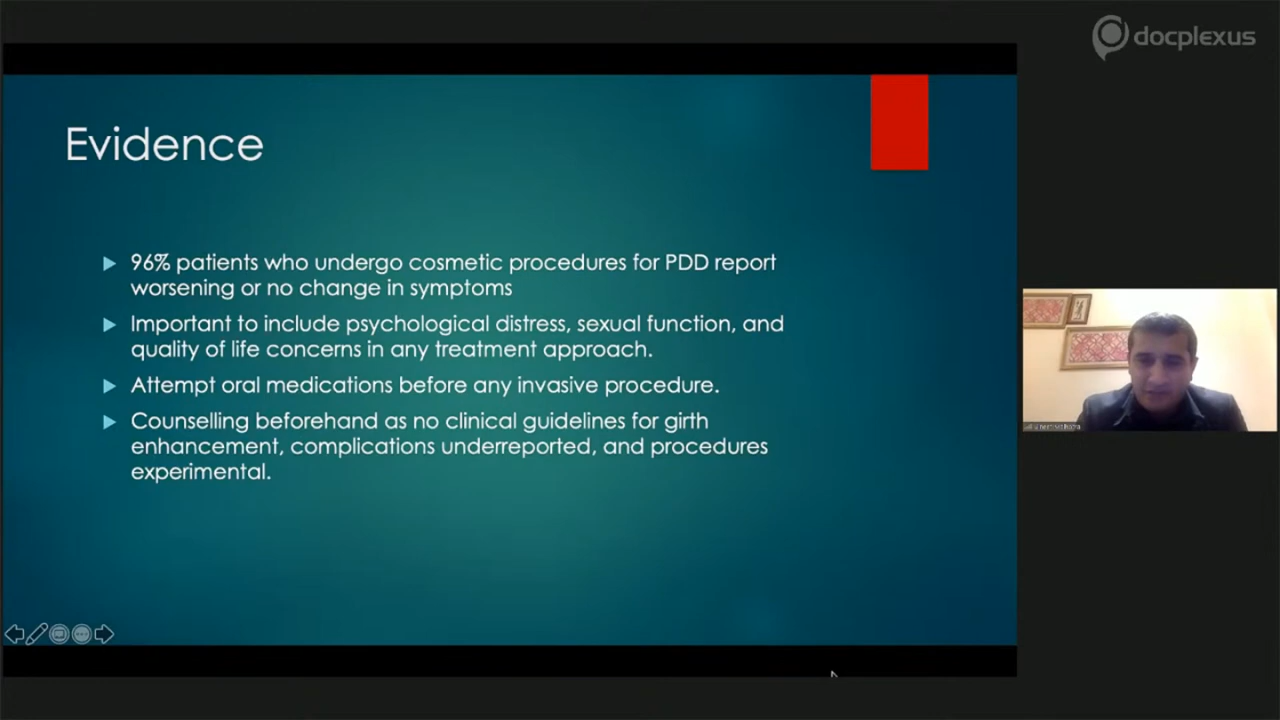 docplexus
Evidence
96% patients who undergo cosmetic procedures for PDD report
worsening or no change in symptoms
Important to include psychological distress, sexual function, and
quality of life concerns in any treatment approach.
Attempt oral medications before any invasive procedure.
Counselling beforehand as no clinical guidelines for girth
enhancement, complications underreported, and procedures
experimental.